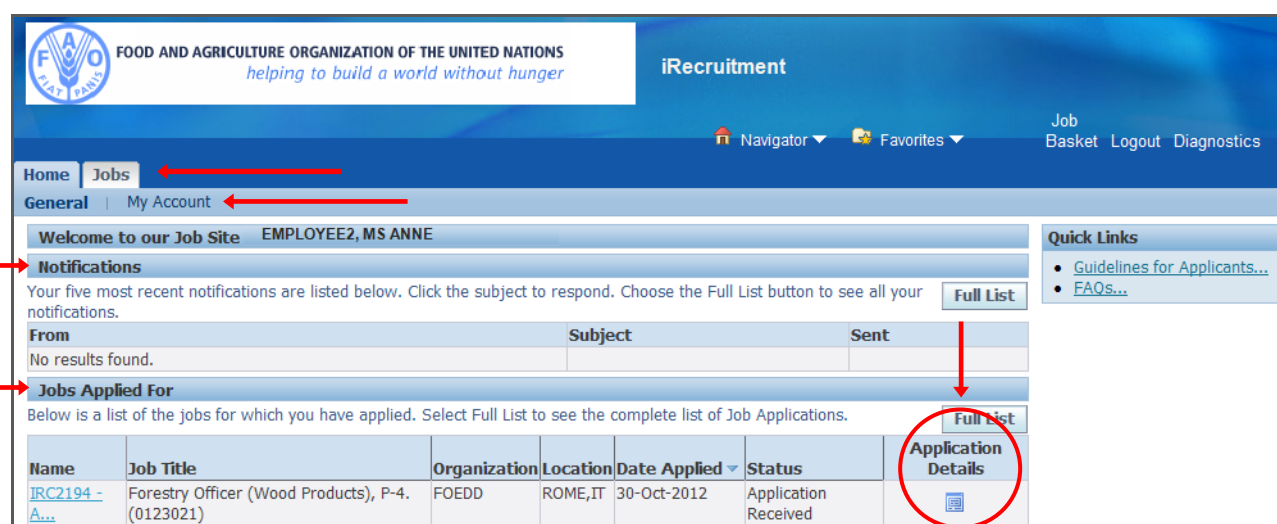 FAO
FIAT PANIS
FOOD AND AGRICULTURE ORGANIZATION OF THE UNITED NATIONS
helping to build a world without hunger
iRecruitment
Navigator Favorites
Job
Basket Logout Diagnostics
Home Jobs
General | My Account
Welcome to our Job Site EMPLOYEE2, MS ANNE
Quick Links
Notifications
• Guidelines for Applicants...
• FAQs...
Your five most recent notifications are listed below. Click the subject to respond. Choose the Full List button to see all your
notifications.
Full List
From Subject Sent
No results found.
Jobs Applied For
Below is a list of the jobs for which you have applied. Select Full List to see the complete list of Job Applications.
Full List
Name Job Title Organization Location Date Applied Status Application
Details
IRC2194 - Forestry Officer (Wood Products), P-4. FOEDD ROME,IT 30-Oct-2012 Application
A... (0123021) Received